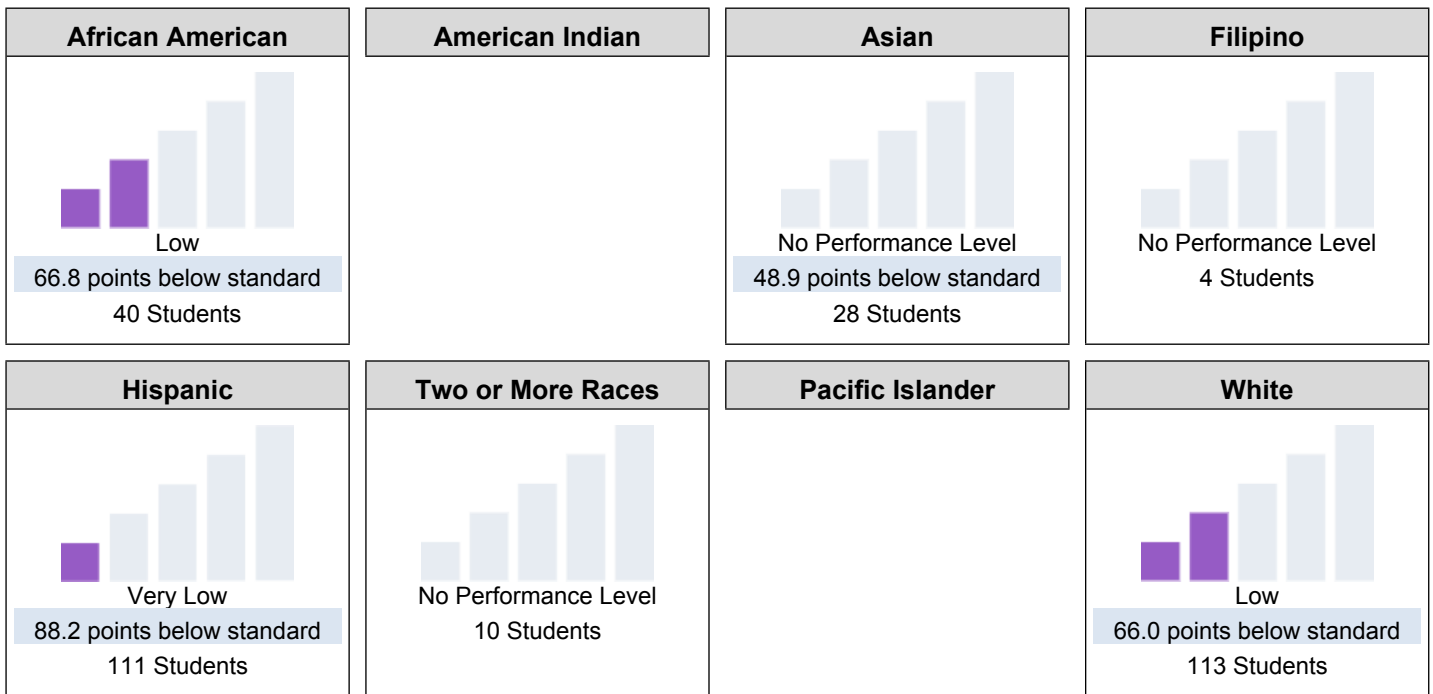 African American
Low
66.8 points below standard
40 Students
American Indian
Asian
No Performance Level
48.9 points below standard
28 Students
Filipino
No Performance Level
4 Students
Hispanic
Very Low
88.2 points below standard
111 Students
Two or More Races
No Performance Level
10 Students
Pacific Islander
White
Low
66.0 points below standard
113 Students